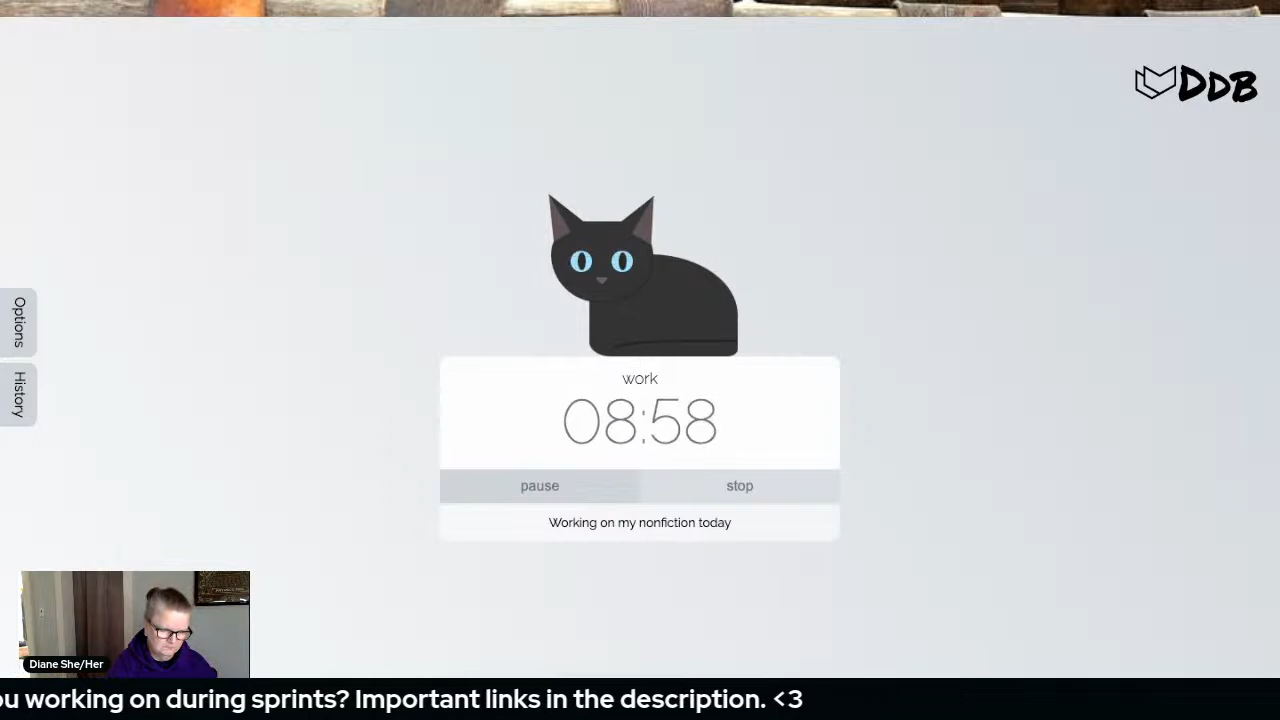 DDB
Options
History
work
08:58
pause
stop
Working on my nonfiction today
Diane She/Her
ou working on during sprints? Important links in the description. <3